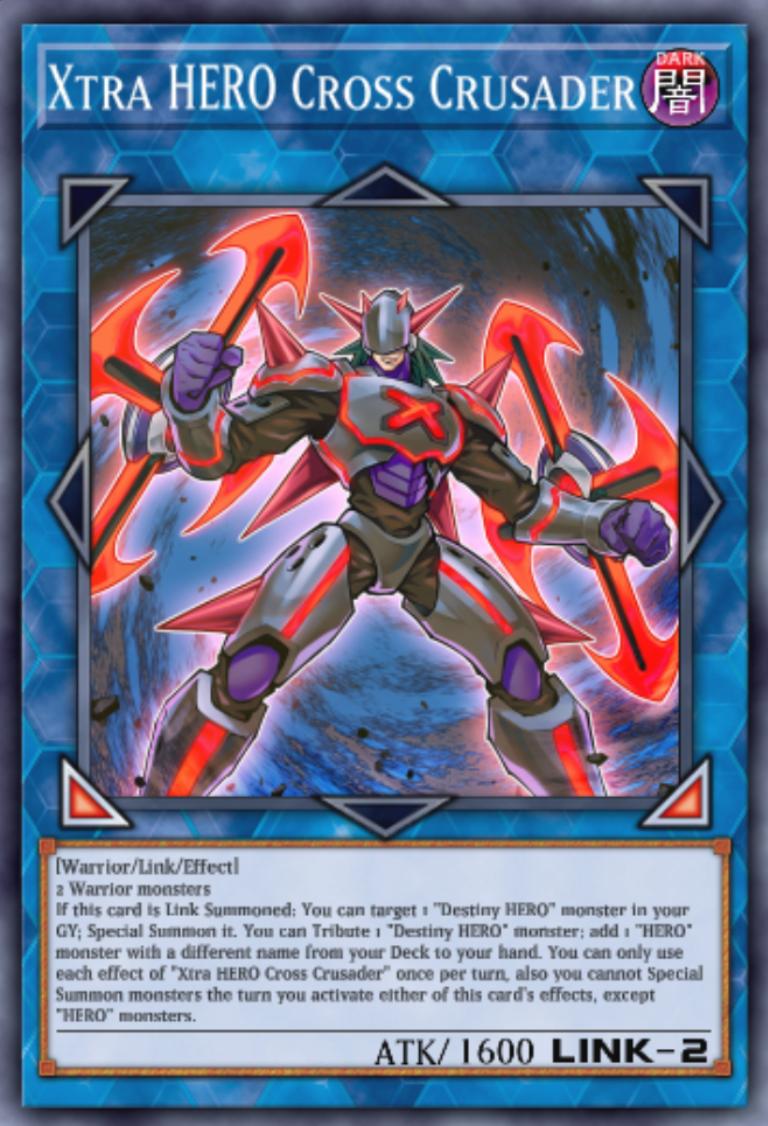 Xtra HERO Cross Crusader
DARK
闇
[Warrior/Link/Effect]
2 Warrior monsters
If this card is Link Summoned: You can target 1 "Destiny HERO" monster in your
GY; Special Summon it. You can Tribute 1 "Destiny HERO" monster; add 1 "HERO"
monster with a different name from your Deck to your hand. You can only use
each effect of "Xtra HERO Cross Crusader" once per turn, also you cannot Special
Summon monsters the turn you activate either of this card's effects, except
"HERO" monsters.
ATK/ 1600 LINK-2